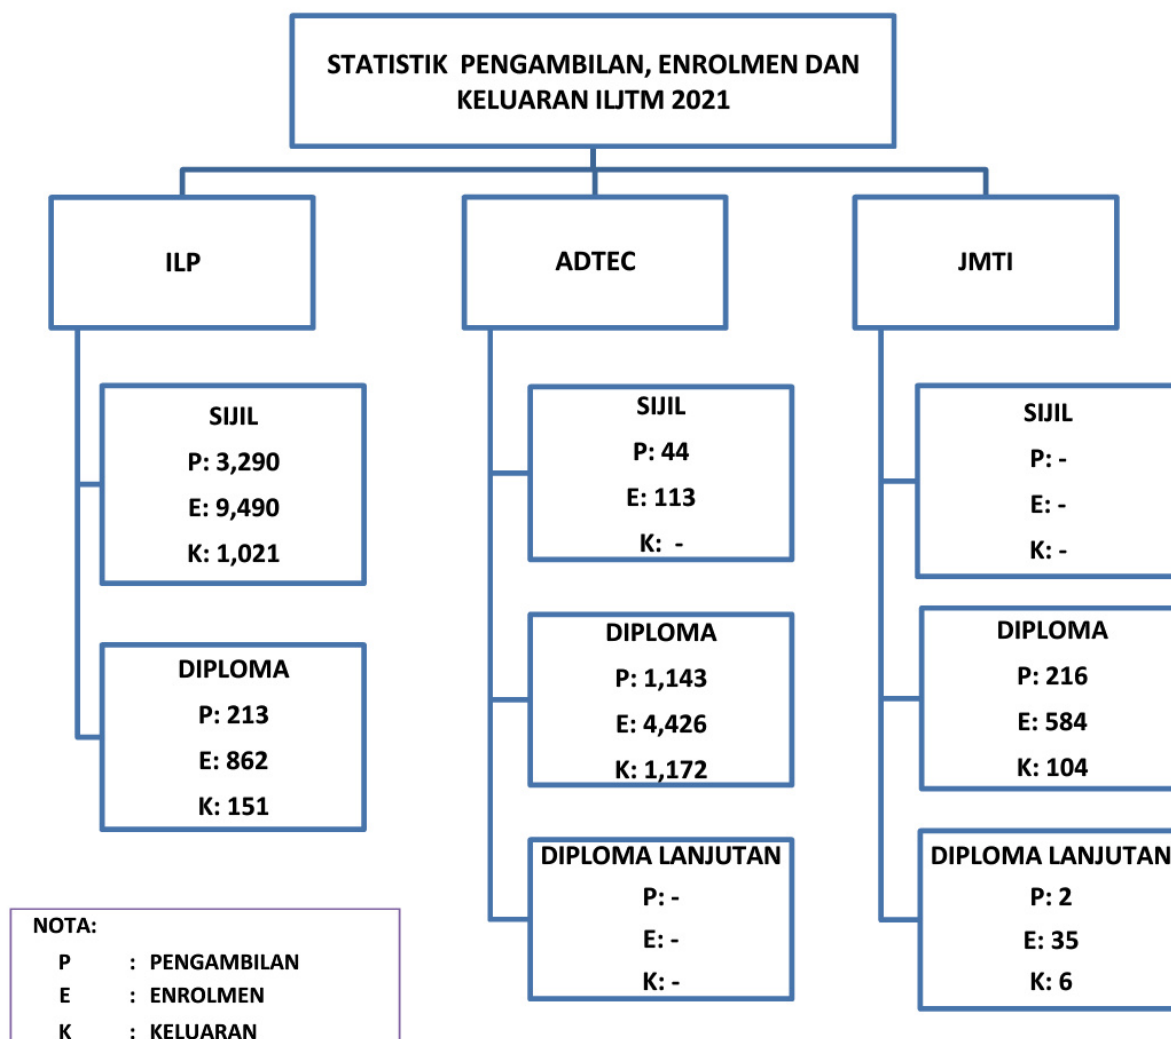 STATISTIK PENGAMBILAN, ENROLMEN DAN
KELUARAN ILJTM 2021
ILP
SIJIL
P: 3,290
E: 9,490
K: 1,021
DIPLOMA
P: 213
E: 862
K: 151
ADTEC
SIJIL
P: 44
E: 113
K: -
DIPLOMA
P: 1,143
E: 4,426
K: 1,172
DIPLOMA LANJUTAN
P: -
E: -
K: -
JMTI
SIJIL
P: -
E: -
K: -
DIPLOMA
P: 216
E: 584
K: 104
DIPLOMA LANJUTAN
P: 2
E: 35
K: 6
NOTA:
P : PENGAMBILAN
E : ENROLMEN
K : KELUARAN